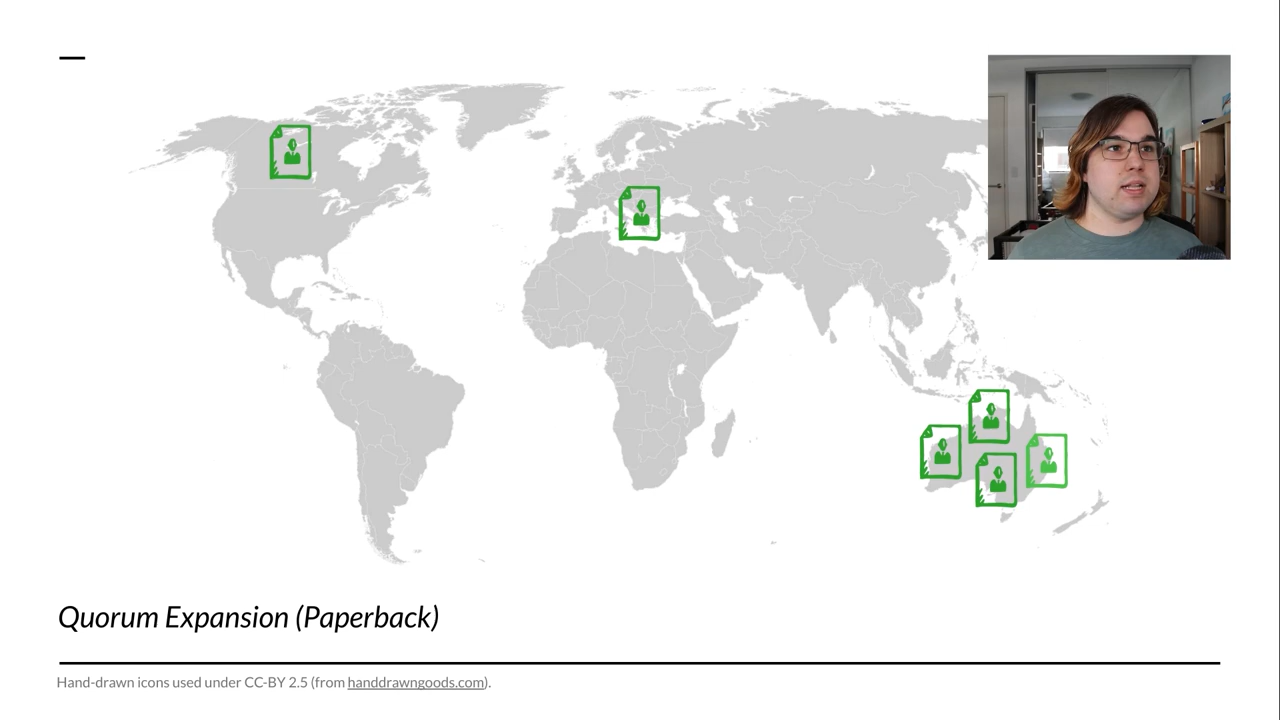 Quorum Expansion (Paperback)
Hand-drawn icons used under CC-BY 2.5 (from handdrawngoods.com).